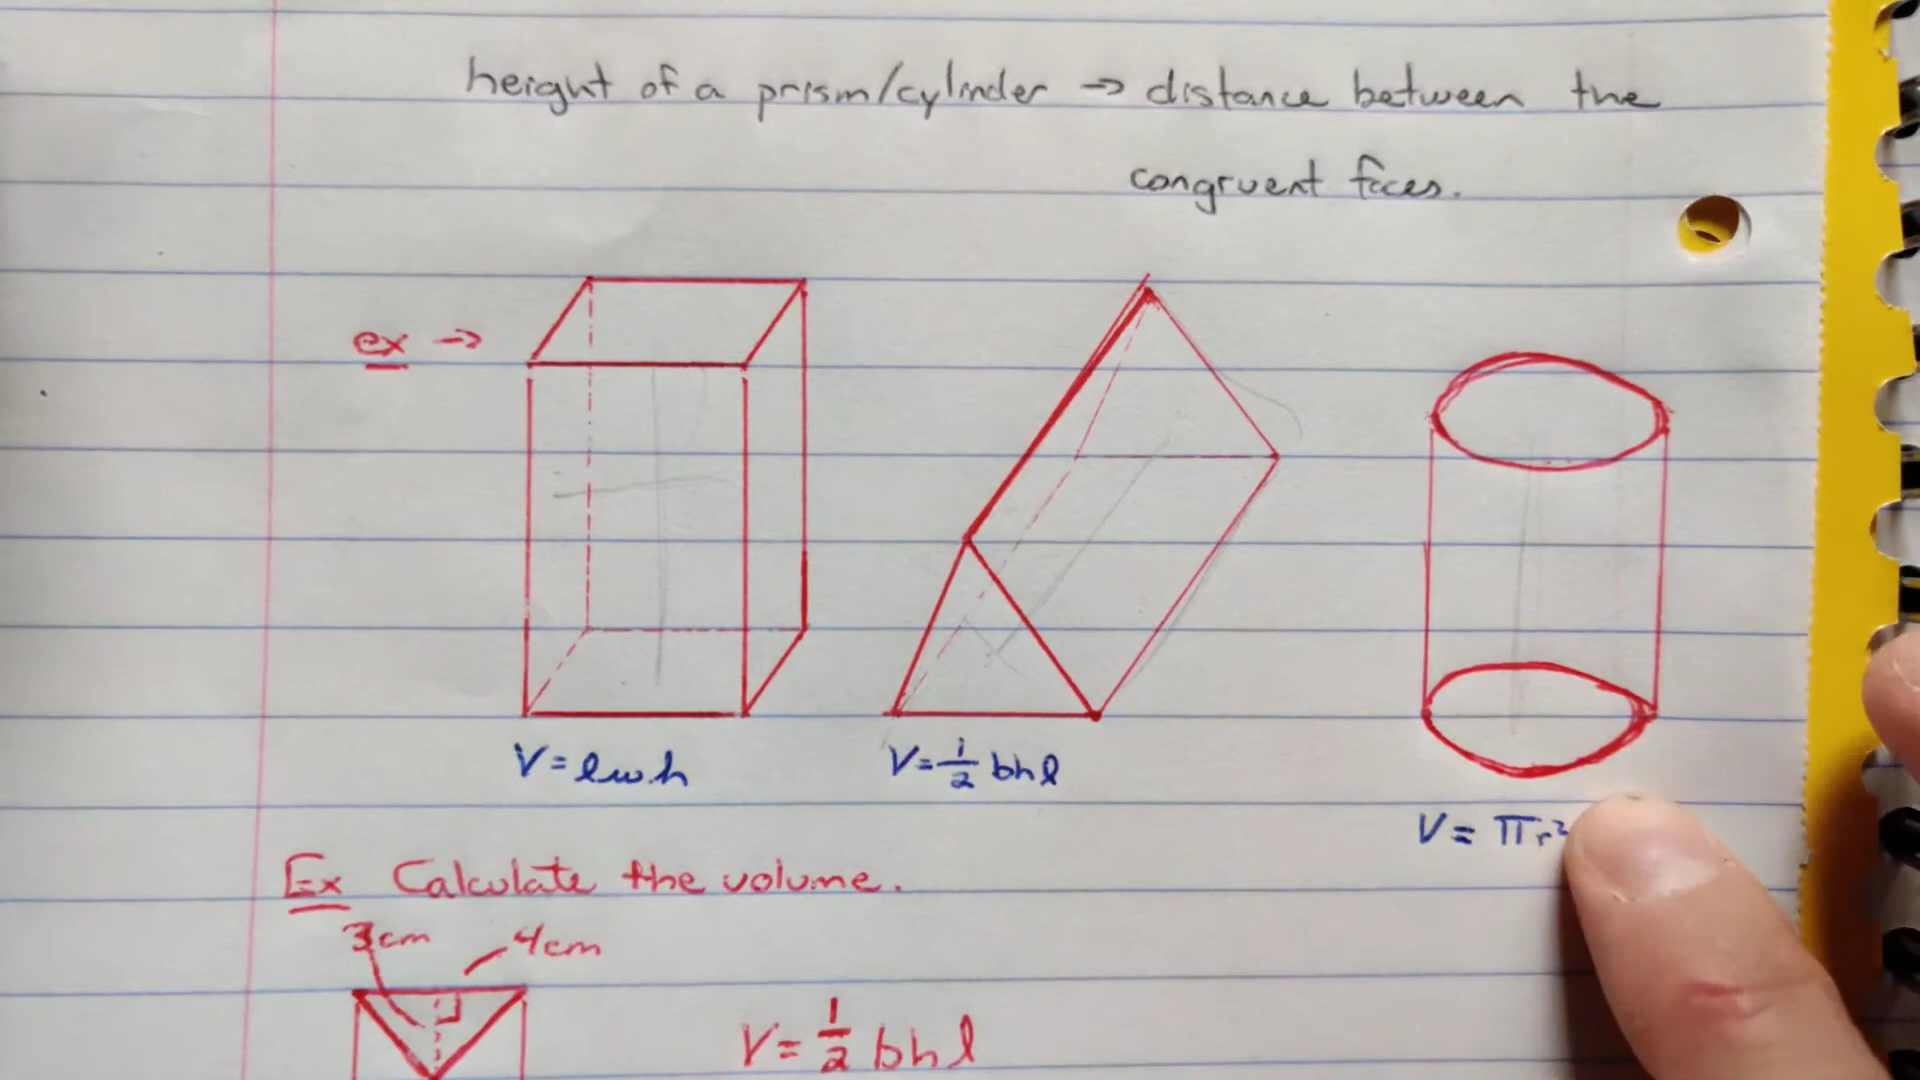 height of a prism/cylinder → distance between the
congruent faces.
ex →
V = lwh
V = 1/2 bhl
V = πr²
Ex Calculate the volume.
3cm 4cm
V = 1/2 bhl